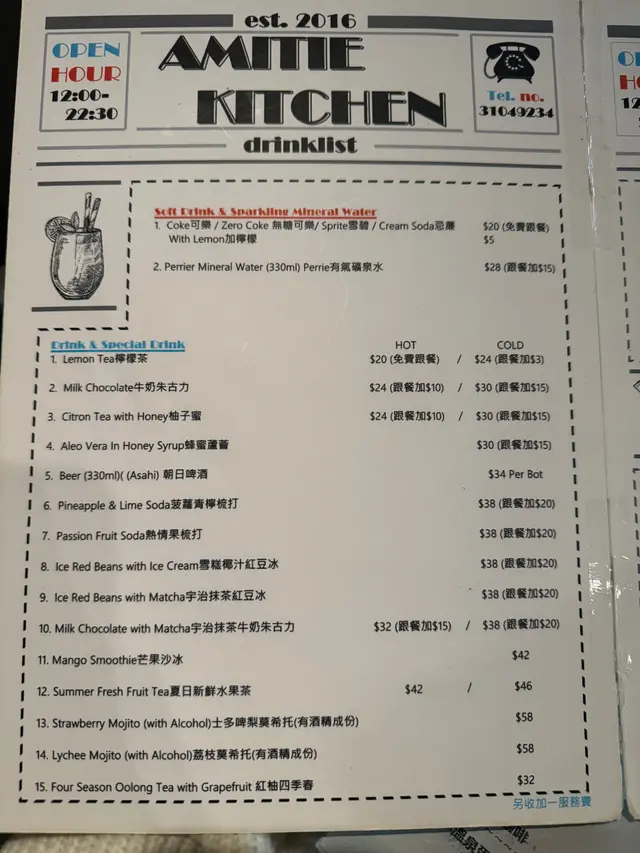 est. 2016
AMITIE
KITCHEN
drinklist
OPEN
HOUR
12:00-
22:30
Tel. no.
31049234
Soft Drink & Sparkling Mineral Water
1. Coke可樂 / Zero Coke 無糖可樂/ Sprite雪碧 / Cream Soda忌廉 $20 (免費跟餐)
With Lemon加檸檬 $5
2. Perrier Mineral Water (330ml) Perrie有氣礦泉水 $28 (跟餐加$15)
Drink & Special Drink HOT COLD
1. Lemon Tea檸檬茶 $20 (免費跟餐) / $24 (跟餐加$3)
2. Milk Chocolate牛奶朱古力 $24 (跟餐加$10) / $30 (跟餐加$15)
3. Citron Tea with Honey柚子蜜 $24 (跟餐加$10) / $30 (跟餐加$15)
4. Aleo Vera In Honey Syrup蜂蜜蘆薈 $30 (跟餐加$15)
5. Beer (330ml)( (Asahi) 朝日啤酒 $34 Per Bot
6. Pineapple & Lime Soda菠蘿青檸梳打 $38 (跟餐加$20)
7. Passion Fruit Soda熱情果梳打 $38 (跟餐加$20)
8. Ice Red Beans with Ice Cream雪糕椰汁紅豆冰 $38 (跟餐加$20)
9. Ice Red Beans with Matcha宇治抹茶紅豆冰 $38 (跟餐加$20)
10. Milk Chocolate with Matcha宇治抹茶牛奶朱古力 $32 (跟餐加$15) / $38 (跟餐加$20)
11. Mango Smoothie芒果沙冰 $42
12. Summer Fresh Fruit Tea夏日新鮮水果茶 $42 / $46
13. Strawberry Mojito (with Alcohol)士多啤梨莫希托(有酒精成份) $58
14. Lychee Mojito (with Alcohol)荔枝莫希托(有酒精成份) $58
15. Four Season Oolong Tea with Grapefruit 紅柚四季春 $32
另收加一服務費